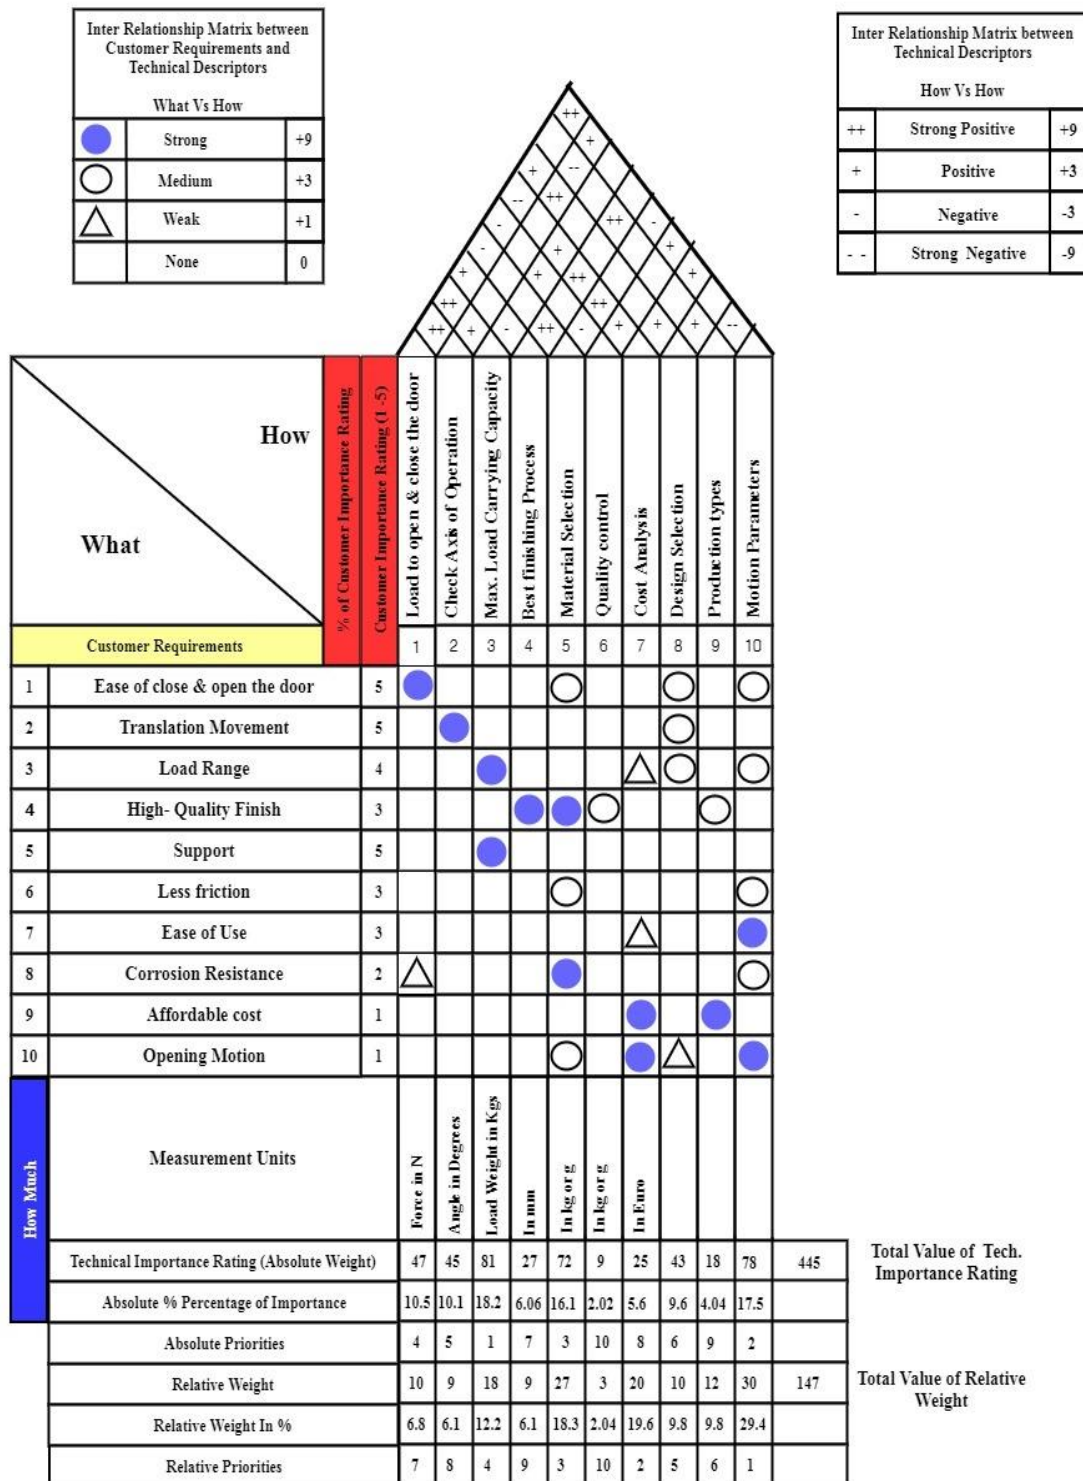 Inter Relationship Matrix between
Customer Requirements and
Technical Descriptors
What Vs How
Strong +9
Medium +3
Weak +1
None 0
Inter Relationship Matrix between
Technical Descriptors
How Vs How
++ Strong Positive +9
+ Positive +3
- Negative -3
- - Strong Negative -9
++
+
+ --
-- ++
- ++ -
- + +
+ + ++ +
++ ++
++ + - ++ - + + + --
How
What
% of Customer Importance Rating
Customer Importance Rating (1 -5)
Load to open & close the door
Check Axis of Operation
Max. Load Carrying Capacity
Best finishing Process
Material Selection
Quality control
Cost Analysis
Design Selection
Production types
Motion Parameters
Customer Requirements 1 2 3 4 5 6 7 8 9 10
1 Ease of close & open the door 5
2 Translation Movement 5
3 Load Range 4
4 High- Quality Finish 3
5 Support 5
6 Less friction 3
7 Ease of Use 3
8 Corrosion Resistance 2
9 Affordable cost 1
10 Opening Motion 1
How Much
Measurement Units
Force in N
Angle in Degrees
Load Weight in Kgs
In mm
In kg or g
In kg or g
In Euro
Technical Importance Rating (Absolute Weight) 47 45 81 27 72 9 25 43 18 78 445
Total Value of Tech.
Importance Rating
Absolute % Percentage of Importance 10.5 10.1 18.2 6.06 16.1 2.02 5.6 9.6 4.04 17.5
Absolute Priorities 4 5 1 7 3 10 8 6 9 2
Relative Weight 10 9 18 9 27 3 20 10 12 30 147
Total Value of Relative
Weight
Relative Weight In % 6.8 6.1 12.2 6.1 18.3 2.04 19.6 9.8 9.8 29.4
Relative Priorities 7 8 4 9 3 10 2 5 6 1